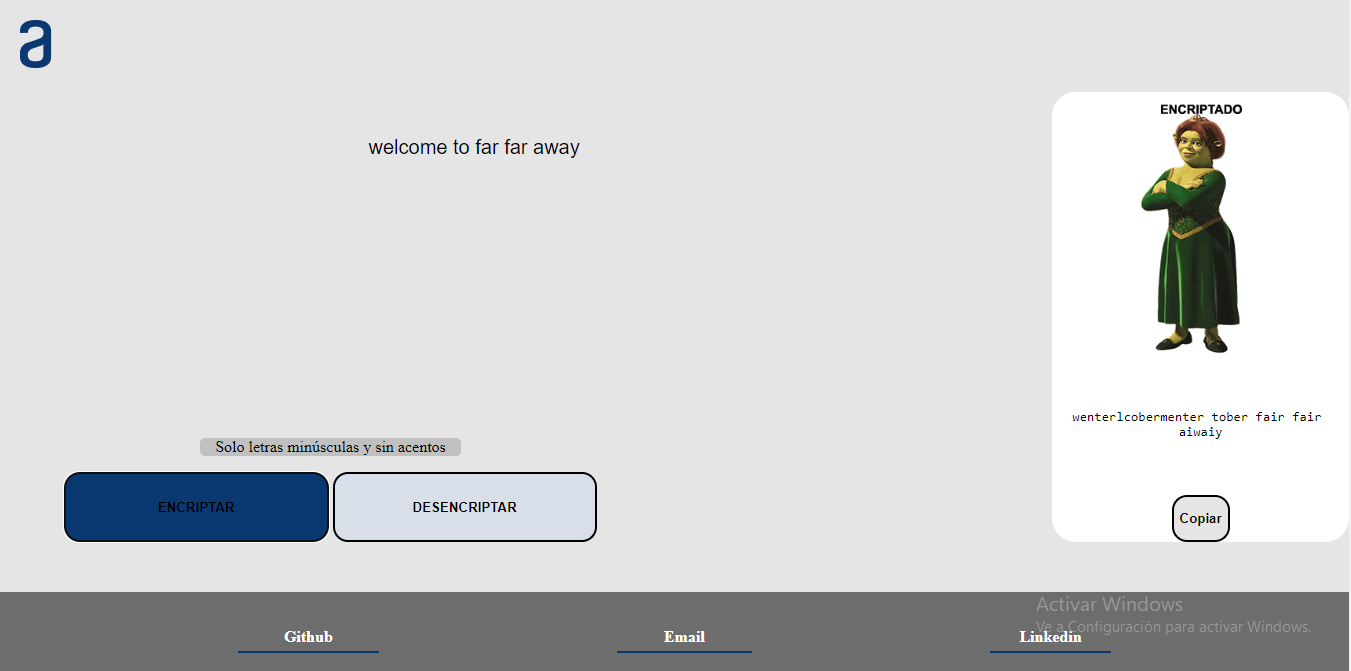 a
welcome to far far away
ENCRIPTADO
wenterlcobermenter tober fair fair
aiwaiy
Solo letras minúsculas y sin acentos
ENCRIPTAR
DESENCRIPTAR
Copiar
Activar Windows
Ve a Configuración para activar Windows.
Github
Email
Linkedin